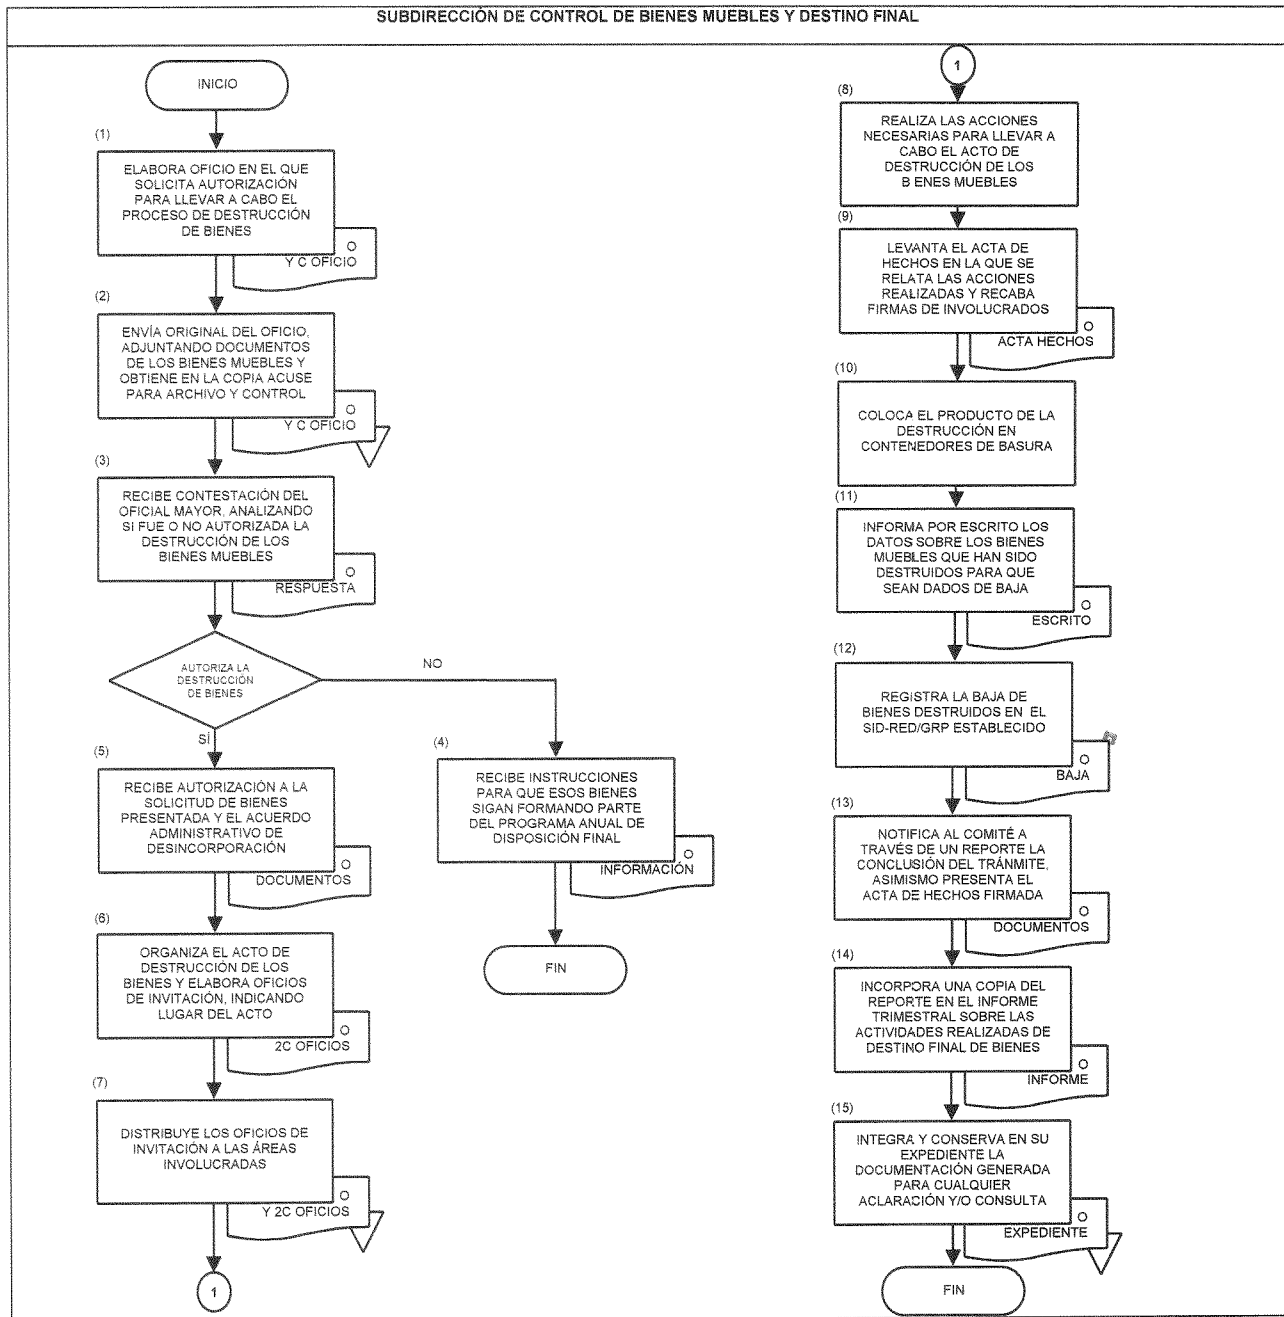 SUBDIRECCIÓN DE CONTROL DE BIENES MUEBLES Y DESTINO FINAL
INICIO
(1)
ELABORA OFICIO EN EL QUE
SOLICITA AUTORIZACIÓN
PARA LLEVAR A CABO EL
PROCESO DE DESTRUCCIÓN
DE BIENES
O
Y C OFICIO
(2)
ENVÍA ORIGINAL DEL OFICIO,
ADJUNTANDO DOCUMENTOS
DE LOS BIENES MUEBLES Y
OBTIENE EN LA COPIA ACUSE
PARA ARCHIVO Y CONTROL
O
Y C OFICIO
(3)
RECIBE CONTESTACIÓN DEL
OFICIAL MAYOR, ANALIZANDO
SI FUE O NO AUTORIZADA LA
DESTRUCCIÓN DE LOS
BIENES MUEBLES
O
RESPUESTA
AUTORIZA LA
DESTRUCCIÓN
DE BIENES
NO
SÍ
(4)
RECIBE INSTRUCCIONES
PARA QUE ESOS BIENES
SIGAN FORMANDO PARTE
DEL PROGRAMA ANUAL DE
DISPOSICIÓN FINAL
O
INFORMACIÓN
FIN
(5)
RECIBE AUTORIZACIÓN A LA
SOLICITUD DE BIENES
PRESENTADA Y EL ACUERDO
ADMINISTRATIVO DE
DESINCORPORACIÓN
O
DOCUMENTOS
(6)
ORGANIZA EL ACTO DE
DESTRUCCIÓN DE LOS
BIENES Y ELABORA OFICIOS
DE INVITACIÓN, INDICANDO
LUGAR DEL ACTO
O
2C OFICIOS
(7)
DISTRIBUYE LOS OFICIOS DE
INVITACIÓN A LAS ÁREAS
INVOLUCRADAS
O
Y 2C OFICIOS
1
1
(8)
REALIZA LAS ACCIONES
NECESARIAS PARA LLEVAR A
CABO EL ACTO DE
DESTRUCCIÓN DE LOS
B ENES MUEBLES
(9)
LEVANTA EL ACTA DE
HECHOS EN LA QUE SE
RELATA LAS ACCIONES
REALIZADAS Y RECABA
FIRMAS DE INVOLUCRADOS
O
ACTA HECHOS
(10)
COLOCA EL PRODUCTO DE LA
DESTRUCCIÓN EN
CONTENEDORES DE BASURA
(11)
INFORMA POR ESCRITO LOS
DATOS SOBRE LOS BIENES
MUEBLES QUE HAN SIDO
DESTRUIDOS PARA QUE
SEAN DADOS DE BAJA
O
ESCRITO
(12)
REGISTRA LA BAJA DE
BIENES DESTRUIDOS EN EL
SID-RED/GRP ESTABLECIDO
O
BAJA
(13)
NOTIFICA AL COMITÉ A
TRAVÉS DE UN REPORTE LA
CONCLUSIÓN DEL TRÁNMITE,
ASIMISMO PRESENTA EL
ACTA DE HECHOS FIRMADA
O
DOCUMENTOS
(14)
INCORPORA UNA COPIA DEL
REPORTE EN EL INFORME
TRIMESTRAL SOBRE LAS
ACTIVIDADES REALIZADAS DE
DESTINO FINAL DE BIENES
O
INFORME
(15)
INTEGRA Y CONSERVA EN SU
EXPEDIENTE LA
DOCUMENTACIÓN GENERADA
PARA CUALQUIER
ACLARACIÓN Y/O CONSULTA
O
EXPEDIENTE
FIN